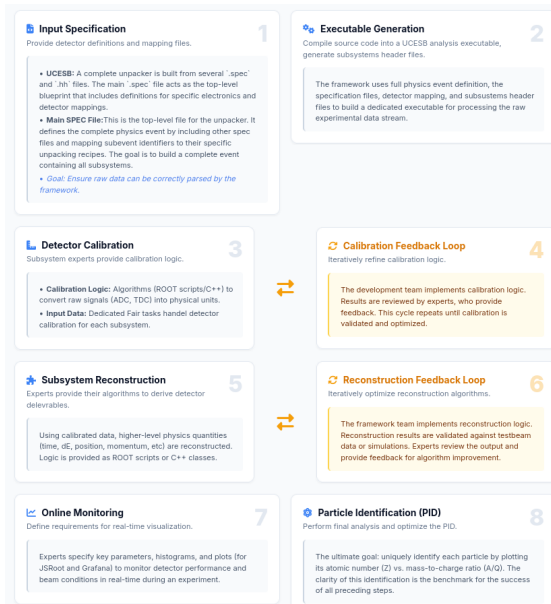 Input Specification
1
Provide detector definitions and mapping files.
• UCESB: A complete unpacker is built from several `.spec`
and `.hh` files. The main `.spec` file acts as the top-level
blueprint that includes definitions for specific electronics and
detector mappings.
• Main SPEC File:This is the top-level file for the unpacker. It
defines the complete physics event by including other spec
files and mapping subevent identifiers to their specific
unpacking recipes. The goal is to build a complete event
containing all subsystems.
• Goal: Ensure raw data can be correctly parsed by the
framework.
Executable Generation
2
Compile source code into a UCESB analysis executable,
generate subsystems header files.
The framework uses full physics event definition, the
specification files, detector mapping, and subsystems header
files to build a dedicated executable for processing the raw
experimental data stream.
Detector Calibration
3
Subsystem experts provide calibration logic.
• Calibration Logic: Algorithms (ROOT scripts/C++) to
convert raw signals (ADC, TDC) into physical units.
• Input Data: Dedicated Fair tasks handel detector
calibration for each subsystem.
Calibration Feedback Loop
4
Iteratively refine calibration logic.
The development team implements calibration logic.
Results are reviewed by experts, who provide
feedback. This cycle repeats until calibration is
validated and optimized.
Subsystem Reconstruction
5
Experts provide their algorithms to derive detector
delevrables.
Using calibrated data, higher-level physics quantities
(time, dE, position, momentum, etc) are reconstructed.
Logic is provided as ROOT scripts or C++ classes.
Reconstruction Feedback Loop
6
Iteratively optimize reconstruction algorithms.
The framework team implements reconstruction logic.
Reconstruction results are validated against testbeam
data or simulations. Experts review the output and
provide feedback for algorithm improvement.
Online Monitoring
7
Define requirements for real-time visualization.
Experts specify key parameters, histograms, and plots (for
JSRoot and Grafana) to monitor detector performance and
beam conditions in real-time during an experiment.
Particle Identification (PID)
8
Perform final analysis and optimize the PID.
The ultimate goal: uniquely identify each particle by plotting
its atomic number (Z) vs. mass-to-charge ratio (A/Q). The
clarity of this identification is the benchmark for the success
of all preceding steps.